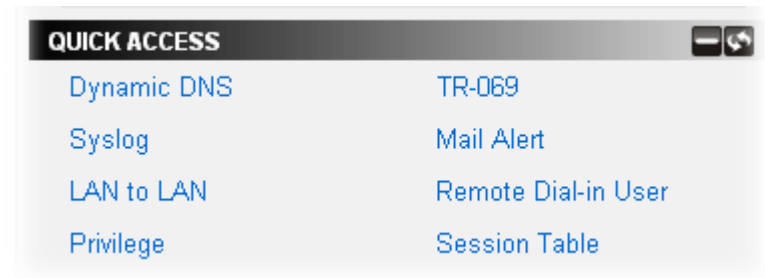 QUICK ACCESS
Dynamic DNS TR-069
Syslog Mail Alert
LAN to LAN Remote Dial-in User
Privilege Session Table